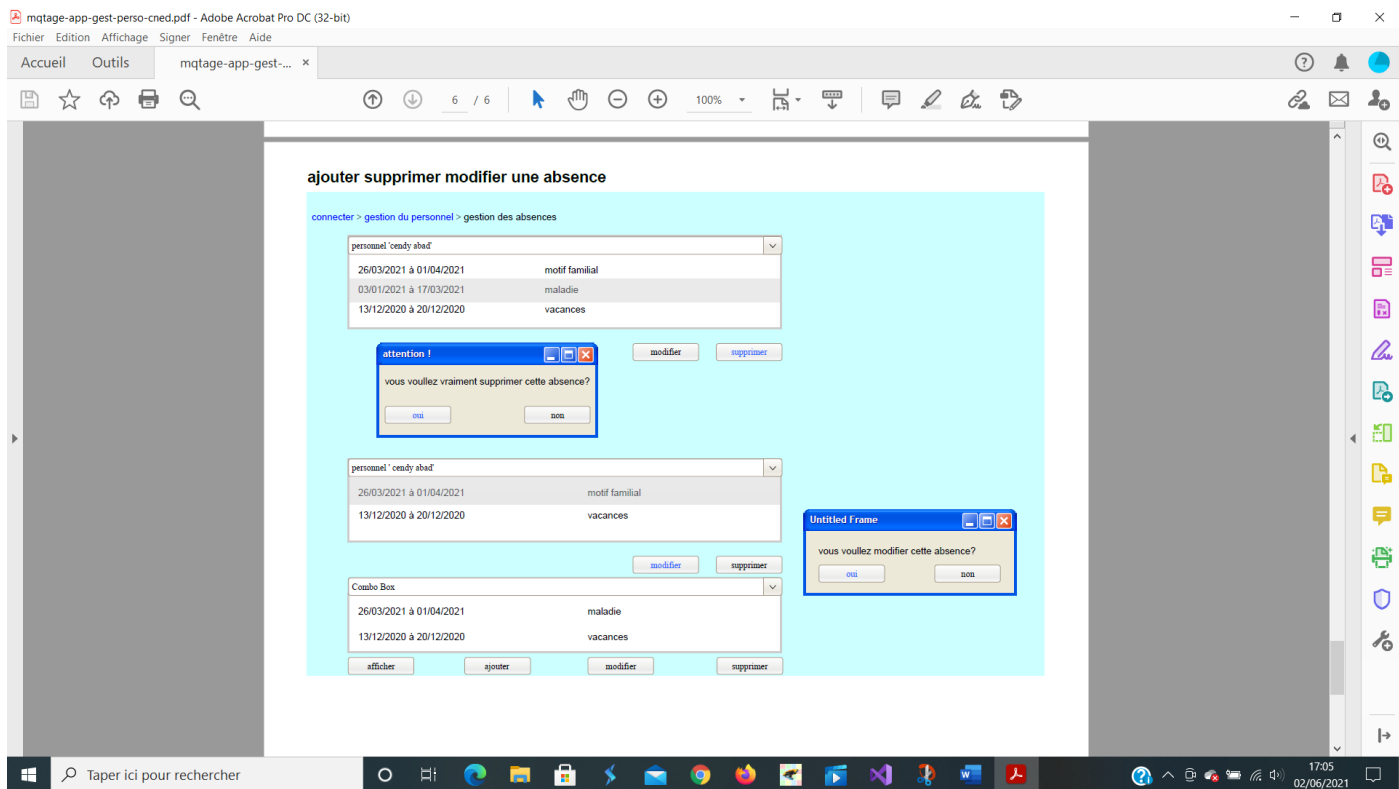 mqtage-app-gest-perso-cned.pdf - Adobe Acrobat Pro DC (32-bit)
Fichier Edition Affichage Signer Fenêtre Aide
Accueil Outils mqtage-app-gest-... ×
6 / 6 100%
ajouter supprimer modifier une absence
connecter > gestion du personnel > gestion des absences
personnel 'cendy abad'
26/03/2021 à 01/04/2021 motif familial
03/01/2021 à 17/03/2021 maladie
13/12/2020 à 20/12/2020 vacances
modifier supprimer
attention !
vous voullez vraiment supprimer cette absence?
oui non
personnel ' cendy abad'
26/03/2021 à 01/04/2021 motif familial
13/12/2020 à 20/12/2020 vacances
modifier supprimer
Untitled Frame
vous voullez modifier cette absence?
oui non
Combo Box
26/03/2021 à 01/04/2021 maladie
13/12/2020 à 20/12/2020 vacances
afficher ajouter modifier supprimer
Taper ici pour rechercher
17:05
02/06/2021